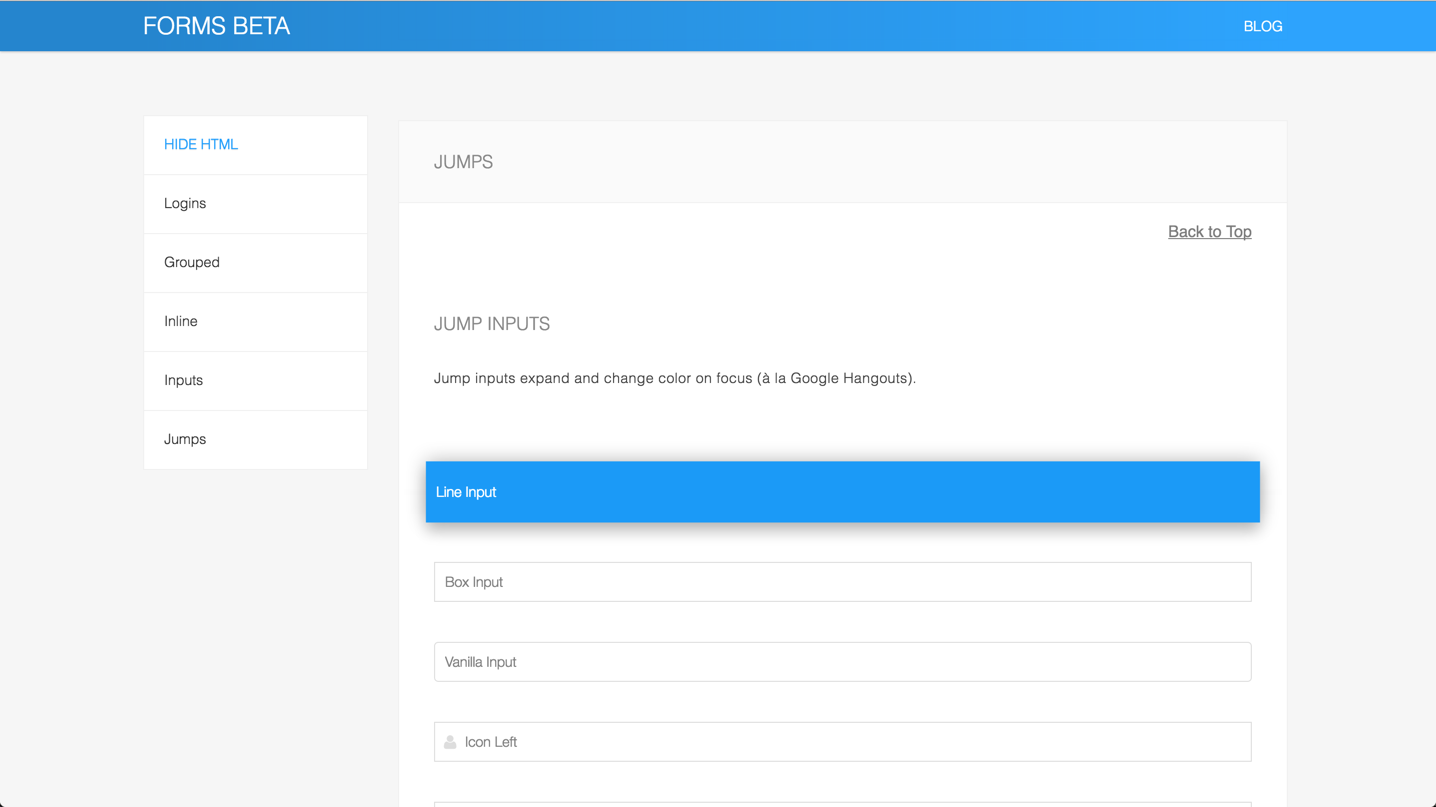 FORMS BETA
BLOG
HIDE HTML
Logins
Grouped
Inline
Inputs
Jumps
JUMPS
Back to Top
JUMP INPUTS
Jump inputs expand and change color on focus (à la Google Hangouts).
Line Input
Box Input
Vanilla Input
Icon Left